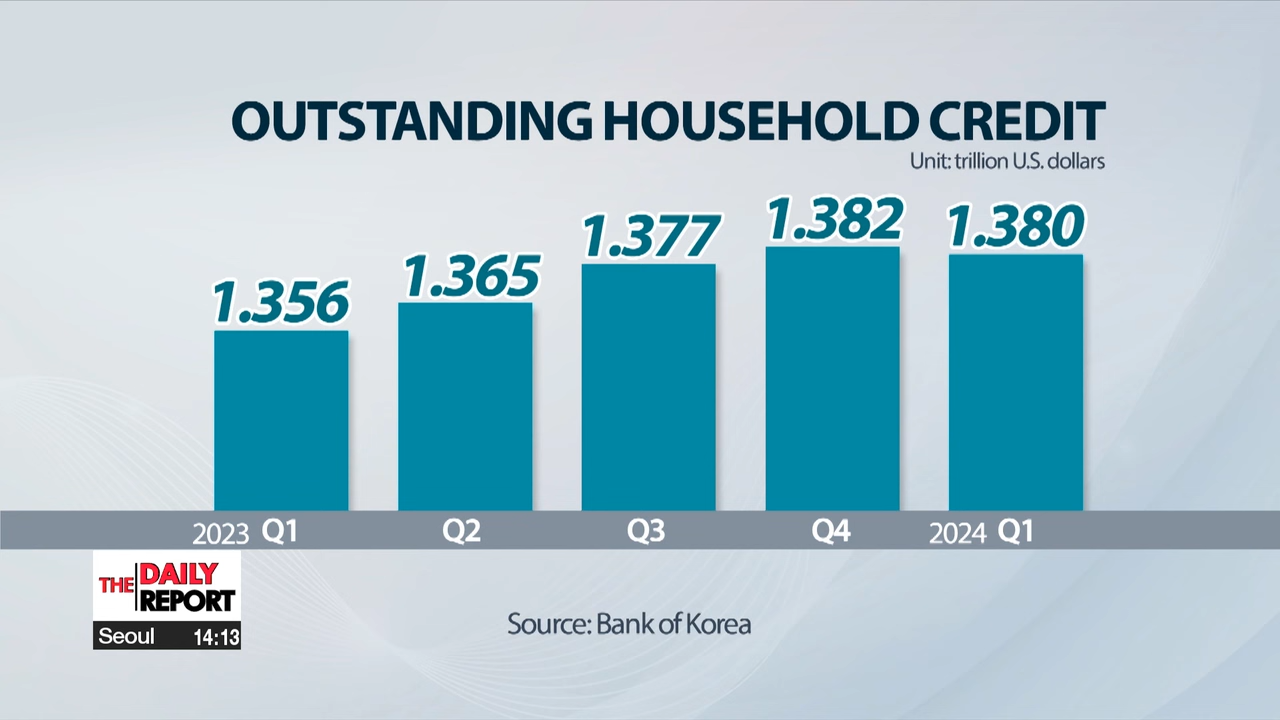 OUTSTANDING HOUSEHOLD CREDIT
Unit: trillion U.S. dollars
1.356
1.365
1.377
1.382
1.380
2023 Q1
Q2
Q3
Q4
2024 Q1
THE DAILY REPORT
Seoul 14:13
Source: Bank of Korea